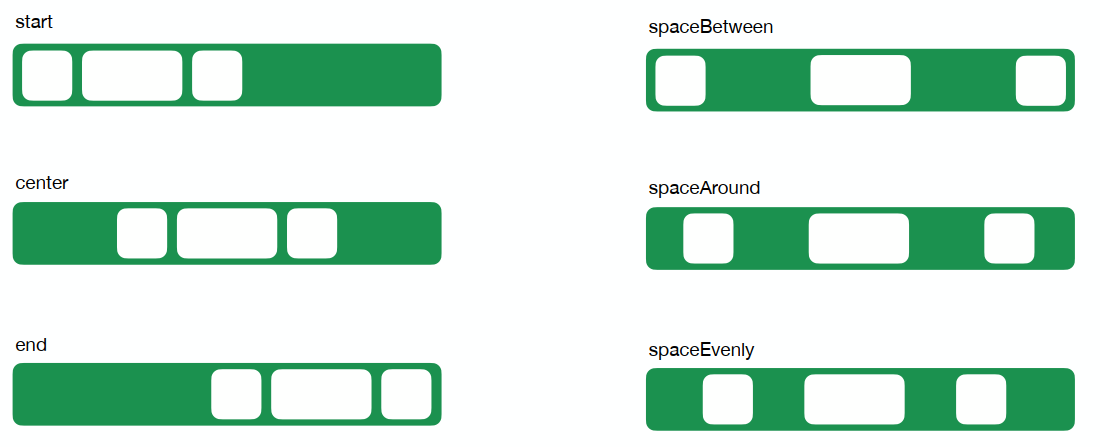 start
center
end
spaceBetween
spaceAround
spaceEvenly